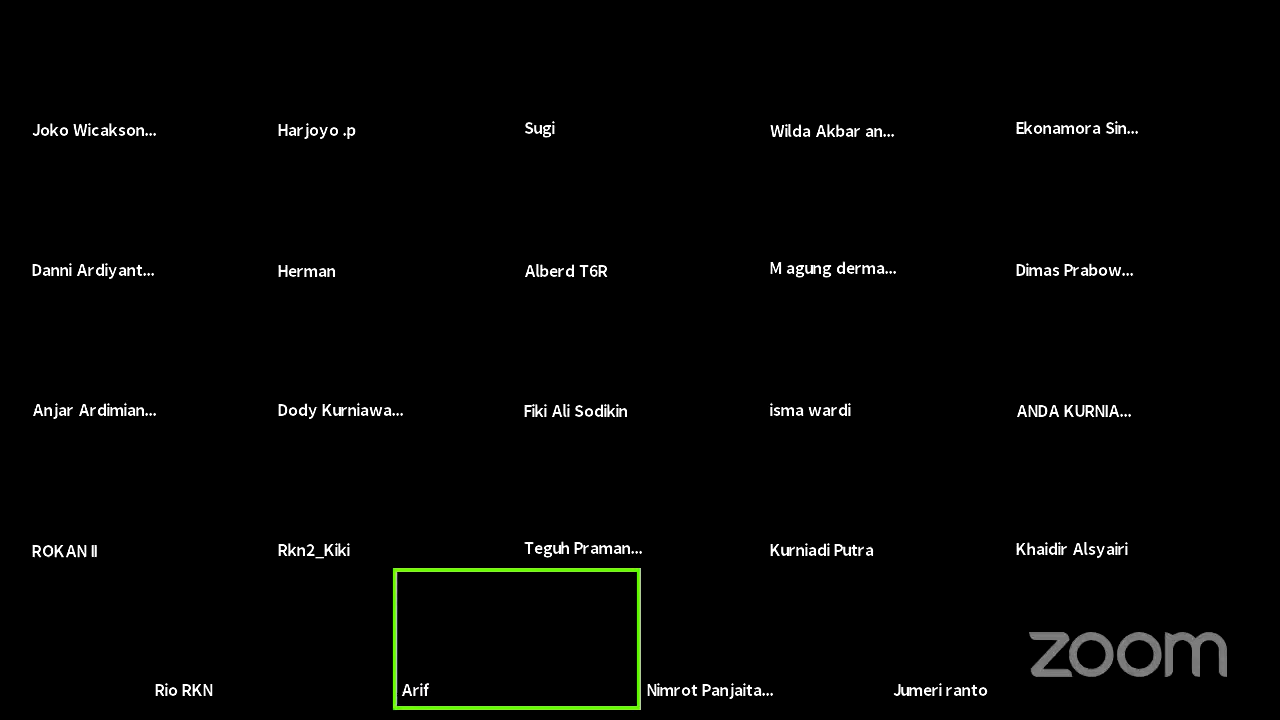 Joko Wicakson...
Harjoyo .p
Sugi
Wilda Akbar an...
Ekonamora Sin...
Danni Ardiyant...
Herman
Alberd T6R
M agung derma...
Dimas Prabow...
Anjar Ardimian...
Dody Kurniawa...
Fiki Ali Sodikin
isma wardi
ANDA KURNIA...
ROKAN II
Rkn2_Kiki
Teguh Praman...
Kurniadi Putra
Khaidir Alsyairi
Rio RKN
Arif
Nimrot Panjaita...
Jumeri ranto
zoom